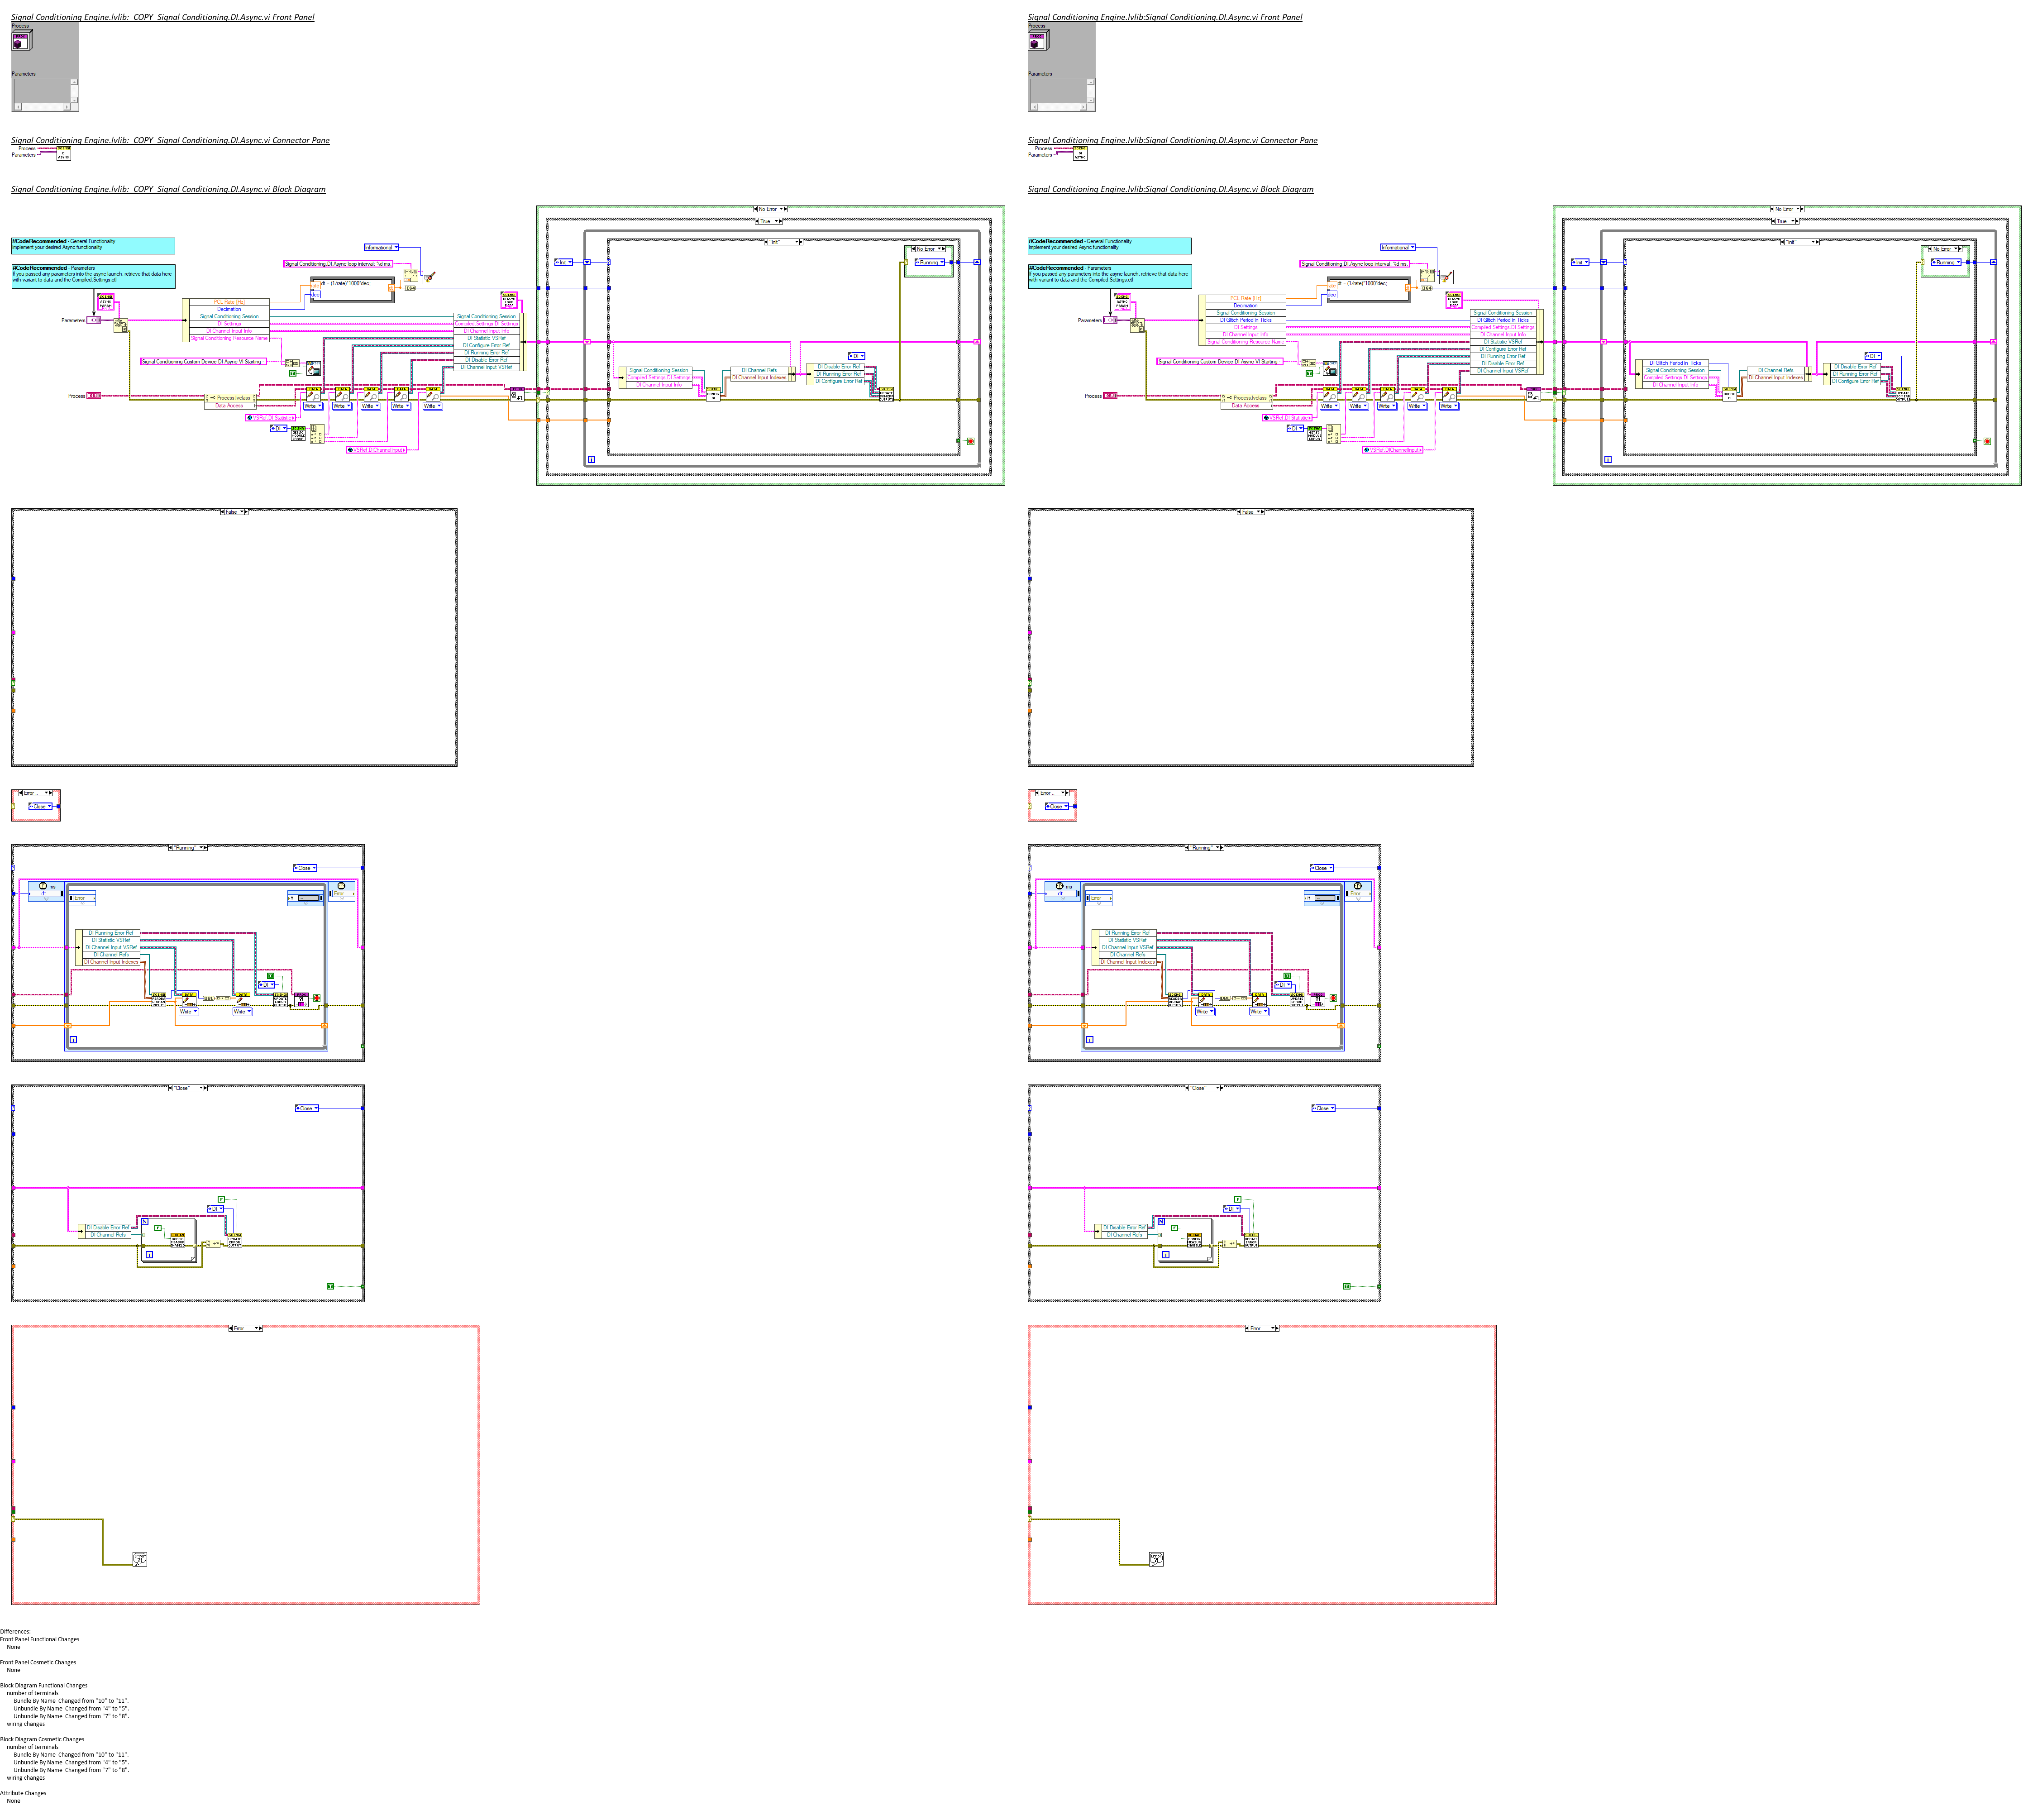 Signal Conditioning Engine.lvlib:  COPY  Signal Conditioning.DI.Async.vi Front Panel
Process
Parameters
Signal Conditioning Engine.lvlib:  COPY  Signal Conditioning.DI.Async.vi Connector Pane
Process
Parameters
DI
ASYNC
Signal Conditioning Engine.lvlib:  COPY  Signal Conditioning.DI.Async.vi Block Diagram
No Error
True
"Init"
No Error
Running
Init
##CodeRecommended - General Functionality
Implement your desired Async functionality
##CodeRecommended - Parameters
If you passed any parameters into the async launch, retrieve that data here
with variant to data and the Compiled.Settings.ctl
Informational
Signal Conditioning DI Async loop interval: %d ms
dt = (1/rate)*1000*dec;
PCL Rate [Hz]
Decimation
Signal Conditioning Session
DI Settings
DI Channel Input Info
Signal Conditioning Resource Name
Parameters
Signal Conditioning Session
Compiled Settings.DI Settings
DI Channel Input Info
DI Statistic VSRef
DI Configure Error Ref
DI Running Error Ref
DI Disable Error Ref
DI Channel Input VSRef
Signal Conditioning Custom Device DI Async VI Starting -
Process
Process.lvclass
Data Access
Write
Write
Write
Write
Write
VSRef DI Statistic
DI
VSRef DIChannelInput
Signal Conditioning Session
Compiled Settings.DI Settings
DI Channel Input Info
DI Channel Refs
DI Channel Input Indexes
DI
DI Disable Error Ref
DI Running Error Ref
DI Configure Error Ref
False
Error
Close
"Running"
Close
ms
dt
Error
Error
DI Running Error Ref
DI Statistic VSRef
DI Channel Input VSRef
DI Channel Refs
DI Channel Input Indexes
DI
Write
Write
"Close"
Close
DI
DI Disable Error Ref
DI Channel Refs
Error
Signal Conditioning Engine.lvlib:Signal Conditioning.DI.Async.vi Front Panel
Process
Parameters
Signal Conditioning Engine.lvlib:Signal Conditioning.DI.Async.vi Connector Pane
Process
Parameters
DI
ASYNC
Signal Conditioning Engine.lvlib:Signal Conditioning.DI.Async.vi Block Diagram
No Error
True
"Init"
No Error
Running
Init
##CodeRecommended - General Functionality
Implement your desired Async functionality
##CodeRecommended - Parameters
If you passed any parameters into the async launch, retrieve that data here
with variant to data and the Compiled.Settings.ctl
Informational
Signal Conditioning DI Async loop interval: %d ms
dt = (1/rate)*1000*dec;
PCL Rate [Hz]
Decimation
Signal Conditioning Session
DI Glitch Period in Ticks
DI Settings
DI Channel Input Info
Signal Conditioning Resource Name
Parameters
Signal Conditioning Session
DI Glitch Period in Ticks
Compiled Settings.DI Settings
DI Channel Input Info
DI Statistic VSRef
DI Configure Error Ref
DI Running Error Ref
DI Disable Error Ref
DI Channel Input VSRef
Signal Conditioning Custom Device DI Async VI Starting -
Process
Process.lvclass
Data Access
Write
Write
Write
Write
Write
VSRef DI Statistic
DI
VSRef DIChannelInput
DI Glitch Period in Ticks
Signal Conditioning Session
Compiled Settings.DI Settings
DI Channel Input Info
DI Channel Refs
DI Channel Input Indexes
DI
DI Disable Error Ref
DI Running Error Ref
DI Configure Error Ref
False
Error
Close
"Running"
Close
ms
dt
Error
Error
DI Running Error Ref
DI Statistic VSRef
DI Channel Input VSRef
DI Channel Refs
DI Channel Input Indexes
DI
Write
Write
"Close"
Close
DI
DI Disable Error Ref
DI Channel Refs
Error
Differences:
Front Panel Functional Changes
None
Front Panel Cosmetic Changes
None
Block Diagram Functional Changes
number of terminals
Bundle By Name  Changed from "10" to "11".
Unbundle By Name  Changed from "4" to "5".
Unbundle By Name  Changed from "7" to "8".
wiring changes
Block Diagram Cosmetic Changes
number of terminals
Bundle By Name  Changed from "10" to "11".
Unbundle By Name  Changed from "4" to "5".
Unbundle By Name  Changed from "7" to "8".
wiring changes
Attribute Changes
None